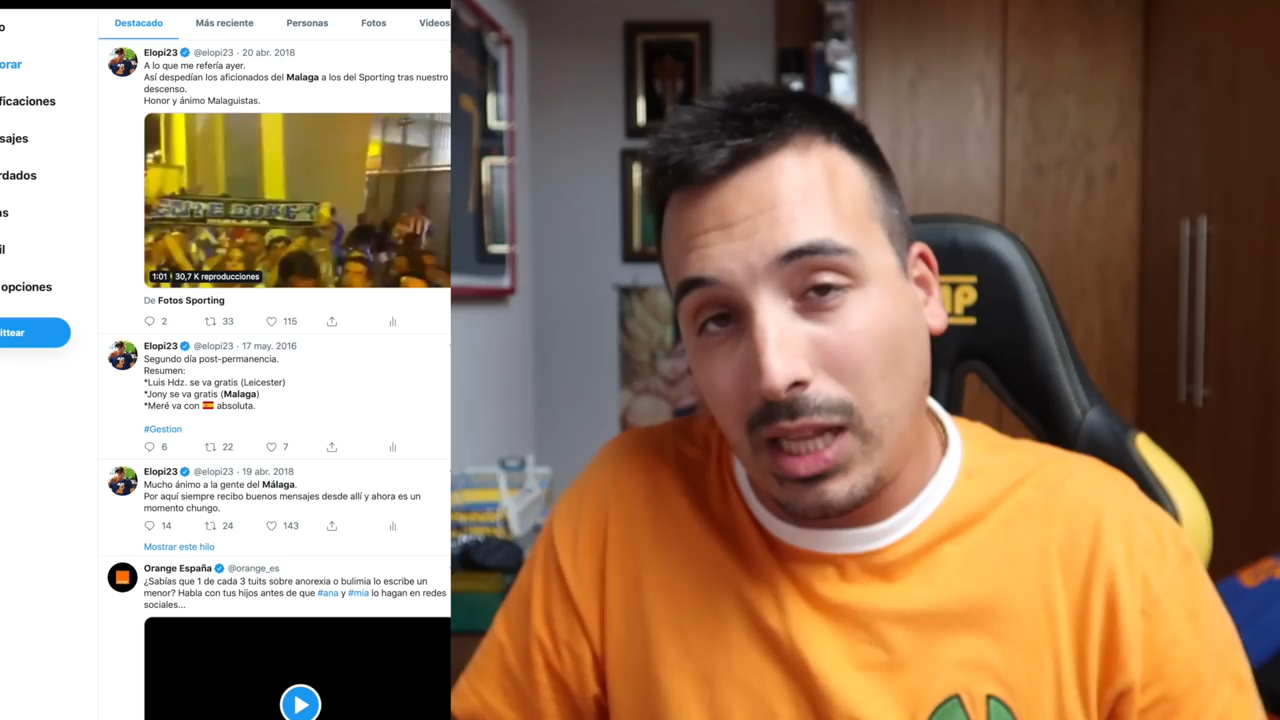 Destacado
Más reciente
Personas
Fotos
Videos
o
orar
ficaciones
sajes
rdados
s
il
opciones
ittear
Elopi23 @elopi23 · 20 abr. 2018
A lo que me refería ayer.
Así despedían los aficionados del Malaga a los del Sporting tras nuestro
descenso.
Honor y ánimo Malaguistas.
1:01 30,7 K reproducciones
De Fotos Sporting
2 33 115
Elopi23 @elopi23 · 17 may. 2016
Segundo día post-permanencia.
Resumen:
*Luis Hdz. se va gratis (Leicester)
*Jony se va gratis (Malaga)
*Meré va con 🇪🇸 absoluta.
#Gestion
6 22 7
Elopi23 @elopi23 · 19 abr. 2018
Mucho ánimo a la gente del Málaga.
Por aquí siempre recibo buenos mensajes desde allí y ahora es un
momento chungo.
14 24 143
Mostrar este hilo
Orange España @orange_es
¿Sabías que 1 de cada 3 tuits sobre anorexia o bulimia lo escribe un
menor? Habla con tus hijos antes de que #ana y #mia lo hagan en redes
sociales...